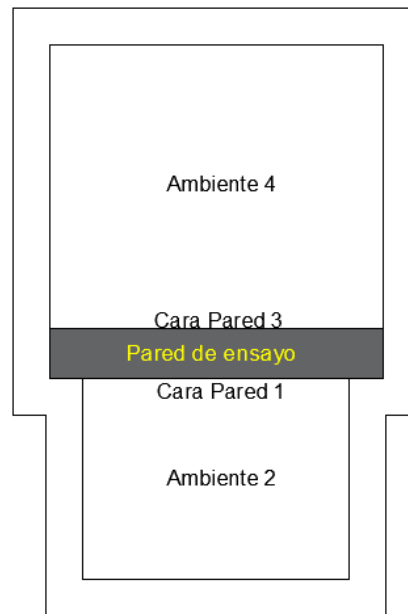 Ambiente 4
Cara Pared 3
Pared de ensayo
Cara Pared 1
Ambiente 2